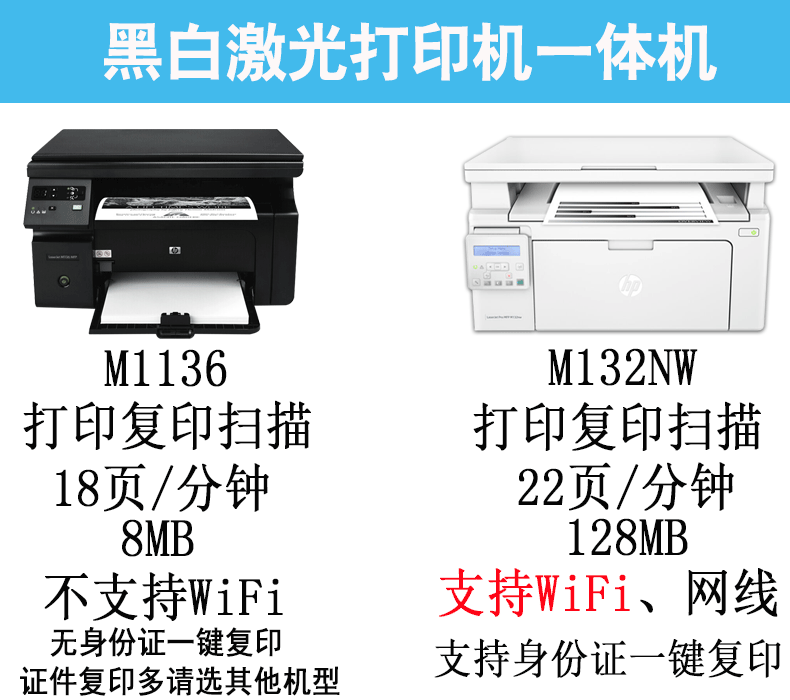 黑白激光打印机一体机
M1136
打印复印扫描
18页/分钟
8MB
不支持WiFi
无身份证一键复印
证件复印多请选其他机型
hp
M132NW
打印复印扫描
22页/分钟
128MB
支持WiFi、网线
支持身份证一键复印